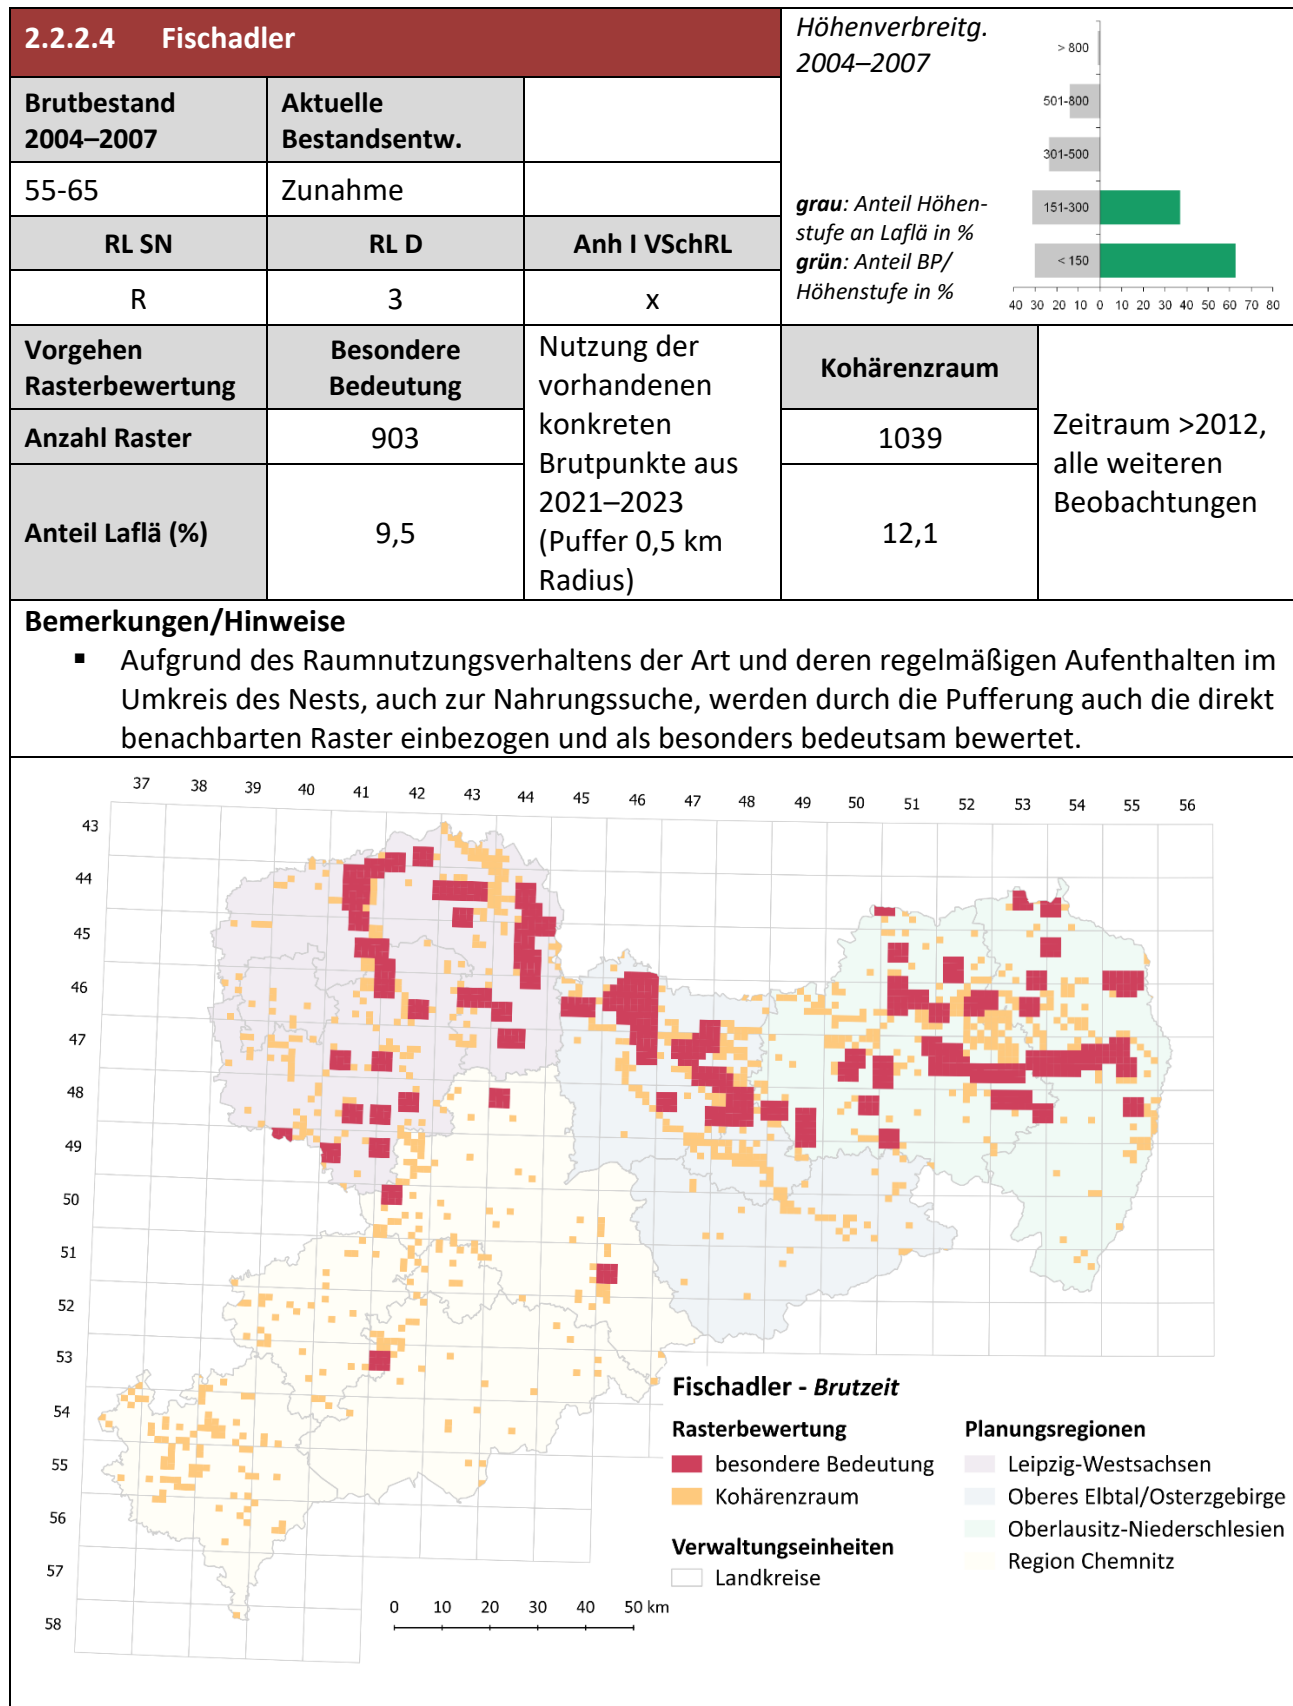 2.2.2.4 Fischadler
Höhenverbreitg.
2004–2007
> 800
501-800
301-500
151-300
< 150
40 30 20 10 0 10 20 30 40 50 60 70 80
grau: Anteil Höhen-
stufe an Laflä in %
grün: Anteil BP/
Höhenstufe in %
Brutbestand
2004–2007
Aktuelle
Bestandsentw.
55-65
Zunahme
RL SN
RL D
Anh I VSchRL
R
3
x
Vorgehen
Rasterbewertung
Besondere
Bedeutung
Nutzung der
vorhandenen
konkreten
Brutpunkte aus
2021–2023
(Puffer 0,5 km
Radius)
Kohärenzraum
Zeitraum >2012,
alle weiteren
Beobachtungen
Anzahl Raster
903
1039
Anteil Laflä (%)
9,5
12,1
Bemerkungen/Hinweise
▪ Aufgrund des Raumnutzungsverhaltens der Art und deren regelmäßigen Aufenthalten im
Umkreis des Nests, auch zur Nahrungssuche, werden durch die Pufferung auch die direkt
benachbarten Raster einbezogen und als besonders bedeutsam bewertet.
37 38 39 40 41 42 43 44 45 46 47 48 49 50 51 52 53 54 55 56
43
44
45
46
47
48
49
50
51
52
53
54
55
56
57
58
Fischadler - Brutzeit
Rasterbewertung
besondere Bedeutung
Kohärenzraum
Verwaltungseinheiten
Landkreise
Planungsregionen
Leipzig-Westsachsen
Oberes Elbtal/Osterzgebirge
Oberlausitz-Niederschlesien
Region Chemnitz
0 10 20 30 40 50 km